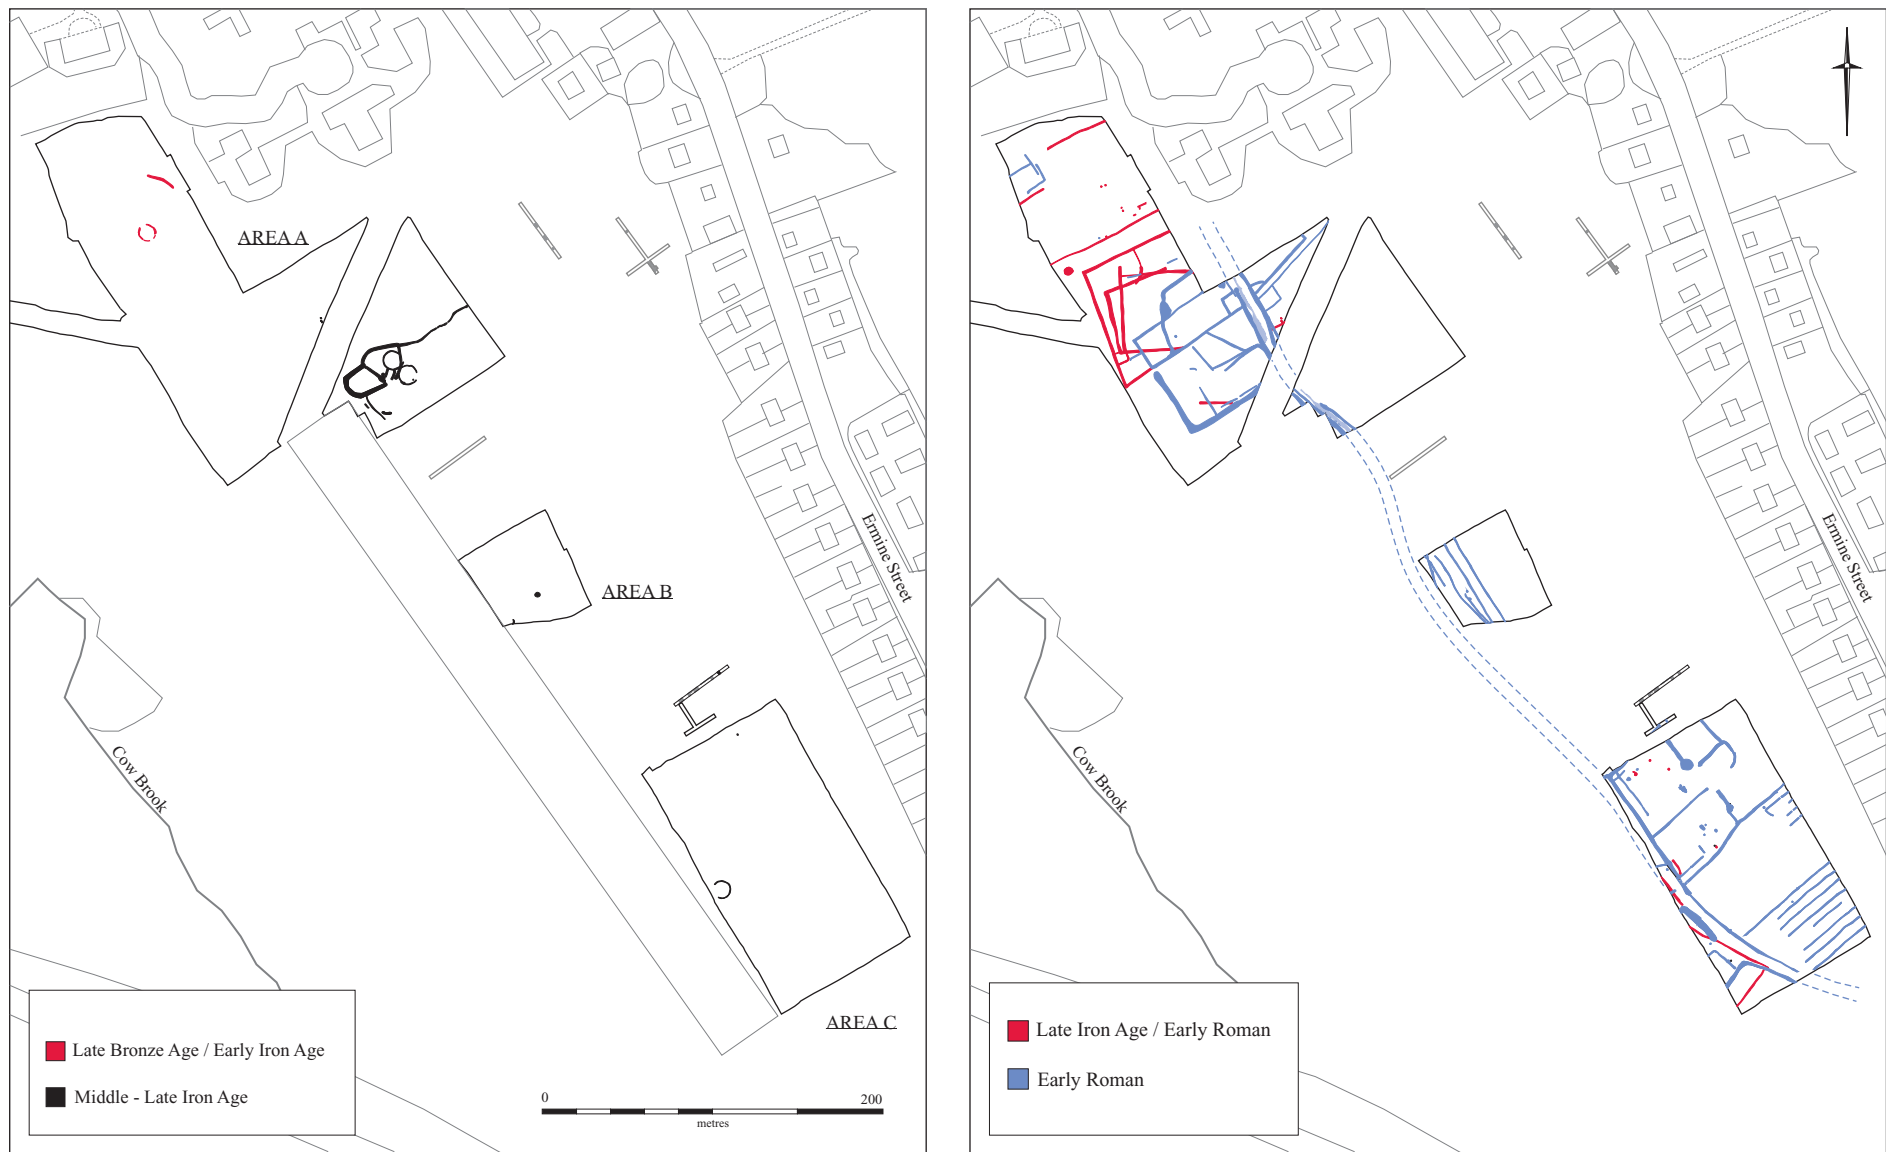 AREA A
AREA B
Ermine Street
Cow Brook
AREA C
Late Bronze Age / Early Iron Age
Middle - Late Iron Age
0 200
metres
Ermine Street
Cow Brook
Late Iron Age / Early Roman
Early Roman